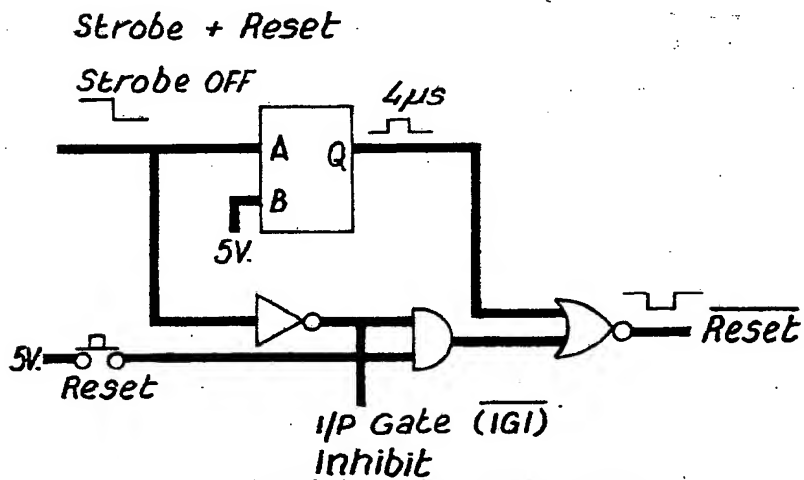 Strobe + Reset
Strobe OFF
4µs
A Q
B
5V.
5V.
Reset
Reset
I/P Gate (IGI)
Inhibit